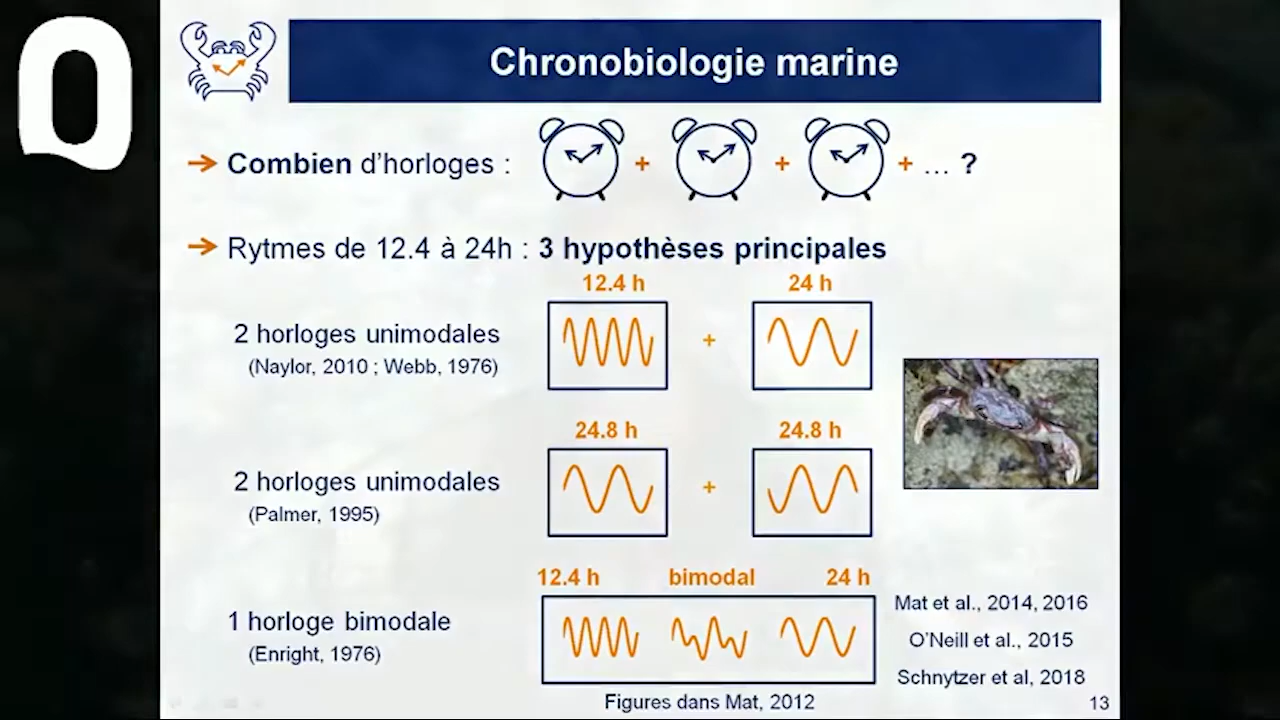 Q
Chronobiologie marine
→ Combien d'horloges : + + + ... ?
→ Rytmes de 12.4 à 24h : 3 hypothèses principales
12.4 h 24 h
2 horloges unimodales +
(Naylor, 2010 ; Webb, 1976)
24.8 h 24.8 h
2 horloges unimodales +
(Palmer, 1995)
12.4 h bimodal 24 h
1 horloge bimodale
(Enright, 1976)
Mat et al., 2014, 2016
O'Neill et al., 2015
Schnytzer et al, 2018
Figures dans Mat, 2012
13